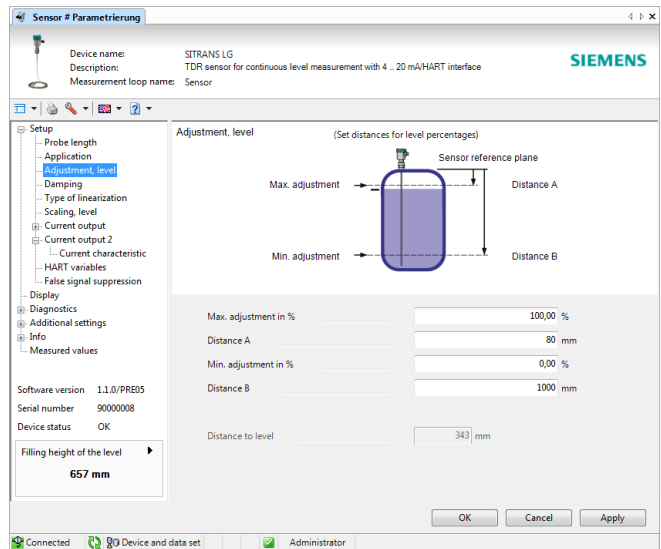 Sensor # Parametrierung
Device name: SITRANS LG
Description: TDR sensor for continuous level measurement with 4 .. 20 mA/HART interface
Measurement loop name: Sensor
SIEMENS
Setup
Probe length
Application
Adjustment, level
Damping
Type of linearization
Scaling, level
Current output
Current output 2
Current characteristic
HART variables
False signal suppression
Display
Diagnostics
Additional settings
Info
Measured values
Software version 1.1.0/PRE05
Serial number 90000008
Device status OK
Filling height of the level
657 mm
Adjustment, level
(Set distances for level percentages)
Sensor reference plane
Max. adjustment
Distance A
Min. adjustment
Distance B
Max. adjustment in % 100,00 %
Distance A 80 mm
Min. adjustment in % 0,00 %
Distance B 1000 mm
Distance to level 343 mm
OK Cancel Apply
Connected Device and data set Administrator